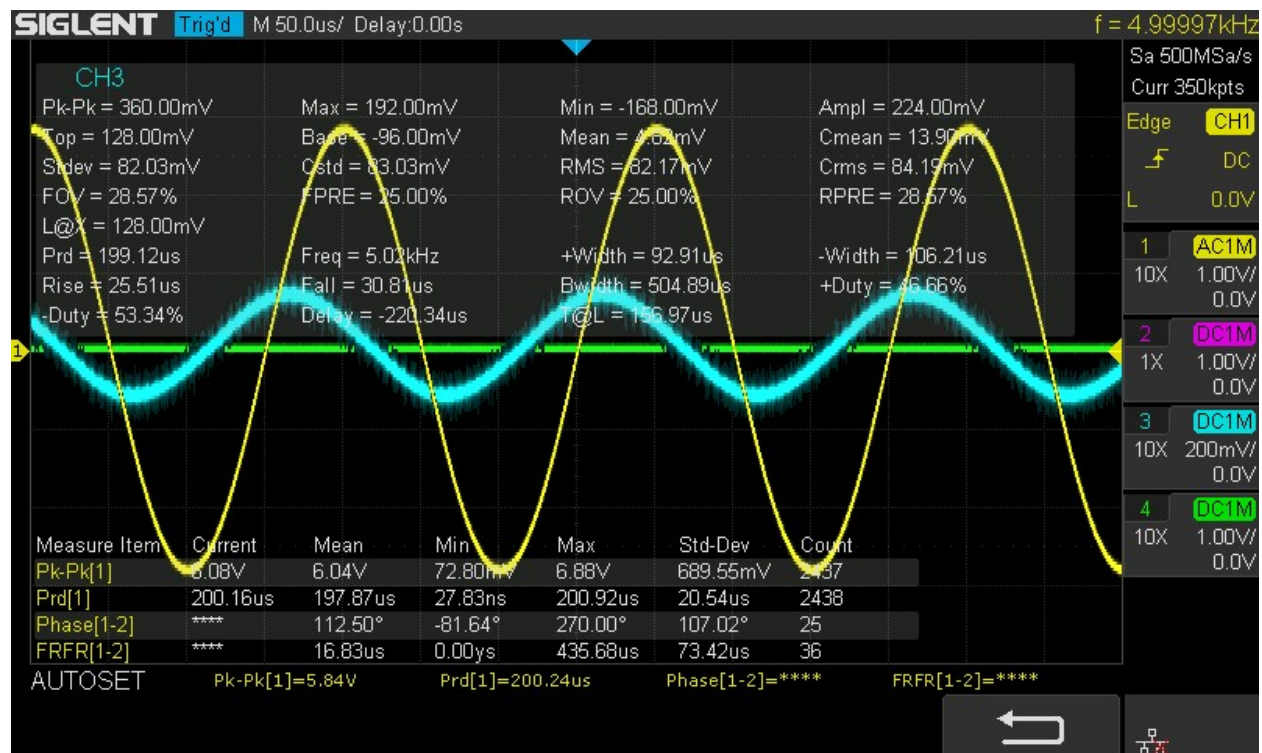 SIGLENT Trig'd M 50.0us/ Delay:0.00s f = 4.99997kHz
Sa 500MSa/s
Curr 350kpts
CH3
Pk-Pk = 360.00mV Max = 192.00mV Min = -168.00mV Ampl = 224.00mV
Top = 128.00mV Base = -96.00mV Mean = 4.62mV Cmean = 13.90mV
Stdev = 82.03mV Cstd = 83.03mV RMS = 82.17mV Crms = 84.19mV
FOV = 28.57% FPRE = 25.00% ROV = 25.00% RPRE = 28.57%
L@X = 128.00mV
Prd = 199.12us Freq = 5.02kHz +Width = 92.91us -Width = 106.21us
Rise = 25.51us Fall = 30.81us Bwidth = 504.89us +Duty = 46.66%
-Duty = 53.34% Delay = -220.34us T@L = 156.97us
1
Edge CH1
DC
L 0.0V
1 AC1M
10X 1.00V/
0.0V
2 DC1M
1X 1.00V/
0.0V
3 DC1M
10X 200mV/
0.0V
4 DC1M
10X 1.00V/
0.0V
Measure Item Current Mean Min Max Std-Dev Count
Pk-Pk[1] 6.08V 6.04V 72.80mV 6.88V 689.55mV 2437
Prd[1] 200.16us 197.87us 27.83ns 200.92us 20.54us 2438
Phase[1-2] **** 112.50° -81.64° 270.00° 107.02° 25
FRFR[1-2] **** 16.83us 0.00ys 435.68us 73.42us 36
AUTOSET Pk-Pk[1]=5.84V Prd[1]=200.24us Phase[1-2]=**** FRFR[1-2]=****